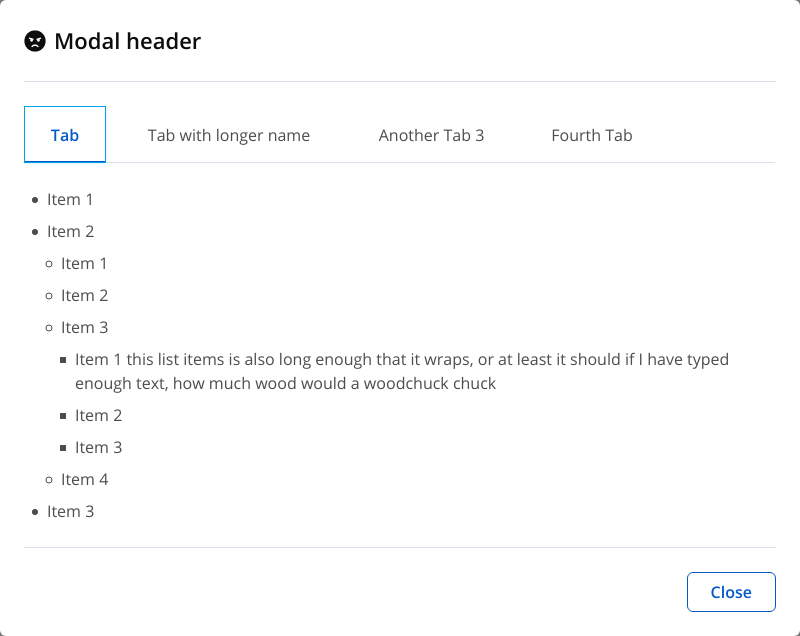 Modal header
Tab
Tab with longer name
Another Tab 3
Fourth Tab
Item 1
Item 2
Item 1
Item 2
Item 3
Item 1 this list items is also long enough that it wraps, or at least it should if I have typed
enough text, how much wood would a woodchuck chuck
Item 2
Item 3
Item 4
Item 3
Close